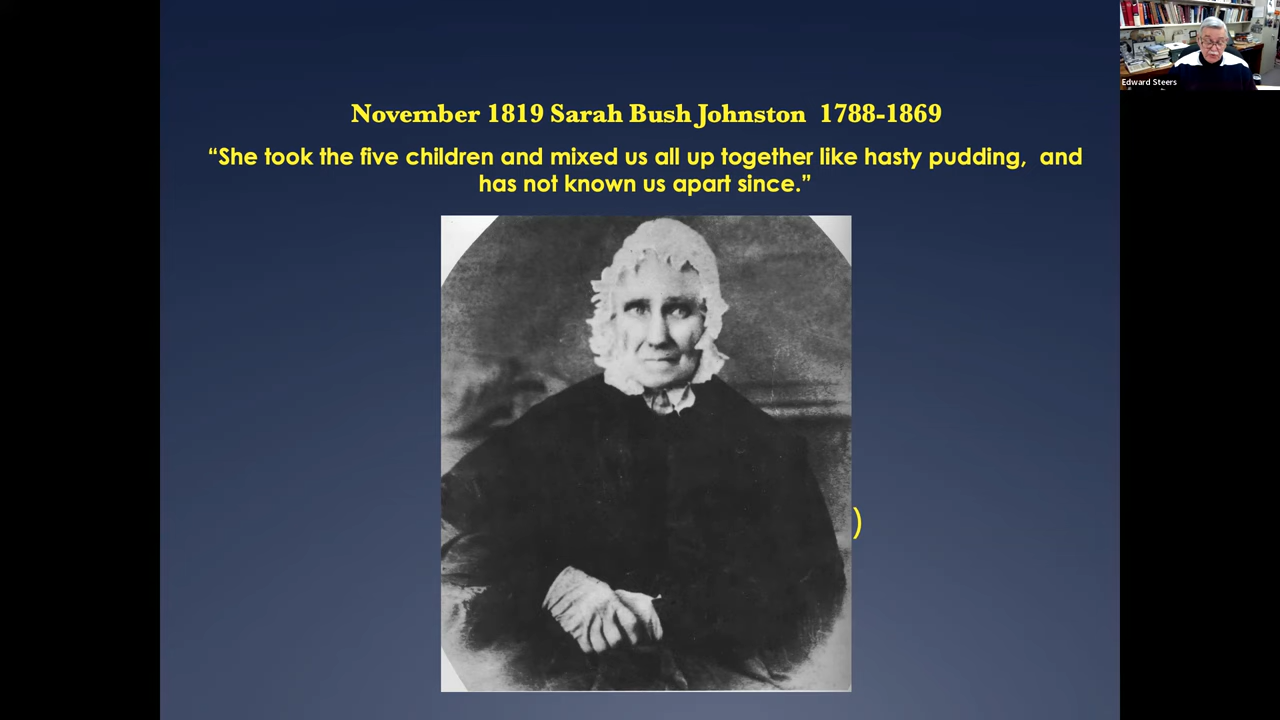 November 1819 Sarah Bush Johnston 1788-1869
“She took the five children and mixed us all up together like hasty pudding, and
has not known us apart since.”
)
Edward Steers